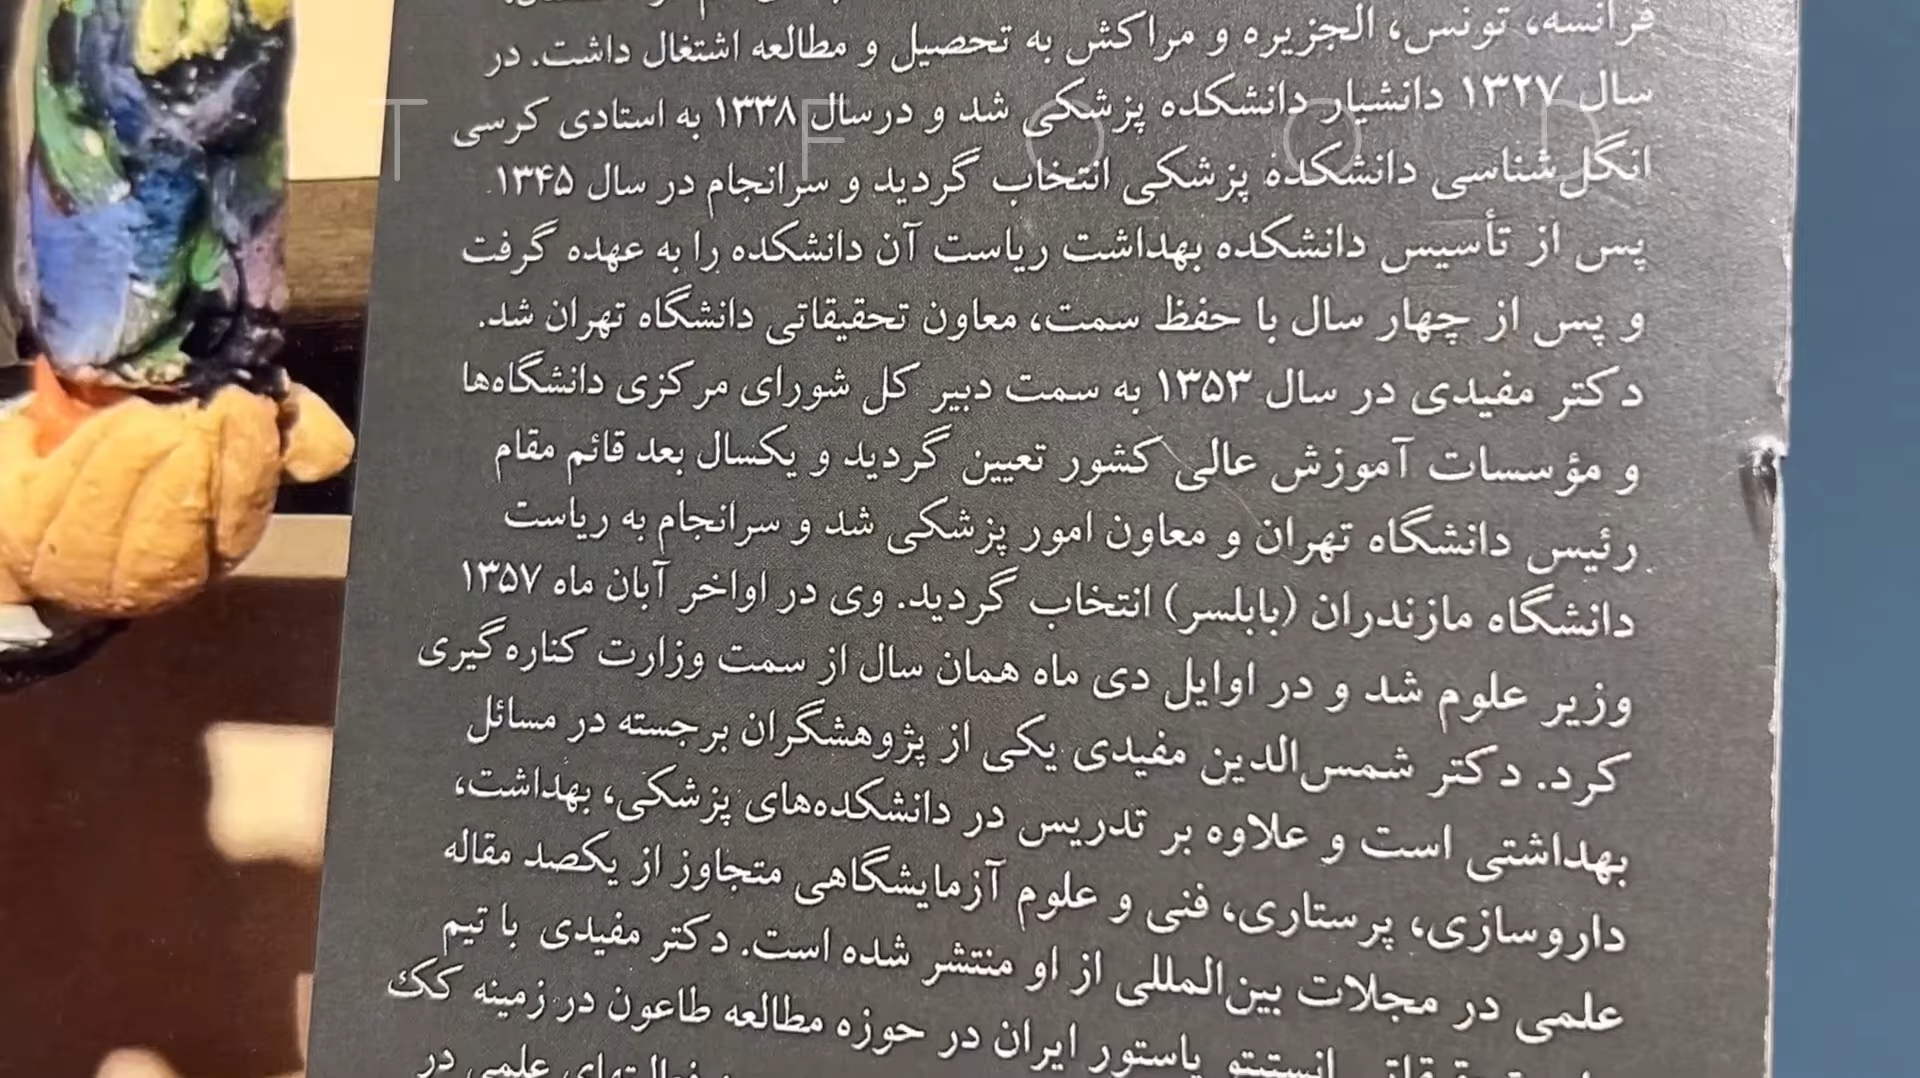 فرانسه، تونس، الجزیره و مراکش به تحصیل و مطالعه اشتغال داشت. در
سال ۱۳۲۷ دانشیار دانشکده پزشکی شد و درسال ۱۳۳۸ به استادی کرسی
انگل‌شناسی دانشکده پزشکی انتخاب گردید و سرانجام در سال ۱۳۴۵
پس از تأسیس دانشکده بهداشت ریاست آن دانشکده را به عهده گرفت
و پس از چهار سال با حفظ سمت، معاون تحقیقاتی دانشگاه تهران شد.
دکتر مفیدی در سال ۱۳۵۳ به سمت دبیر کل شورای مرکزی دانشگاه‌ها
و مؤسسات آموزش عالی کشور تعیین گردید و یکسال بعد قائم مقام
رئیس دانشگاه تهران و معاون امور پزشکی شد و سرانجام به ریاست
دانشگاه مازندران (بابلسر) انتخاب گردید. وی در اواخر آبان ماه ۱۳۵۷
وزیر علوم شد و در اوایل دی ماه همان سال از سمت وزارت کناره‌گیری
کرد. دکتر شمس‌الدین مفیدی یکی از پژوهشگران برجسته در مسائل
بهداشتی است و علاوه بر تدریس در دانشکده‌های پزشکی، بهداشت،
داروسازی، پرستاری، فنی و علوم آزمایشگاهی متجاوز از یکصد مقاله
علمی در مجلات بین‌المللی از او منتشر شده است. دکتر مفیدی با تیم
انستیتو پاستور ایران در حوزه مطالعه طاعون در زمینه کک
علمی در
T F O O D